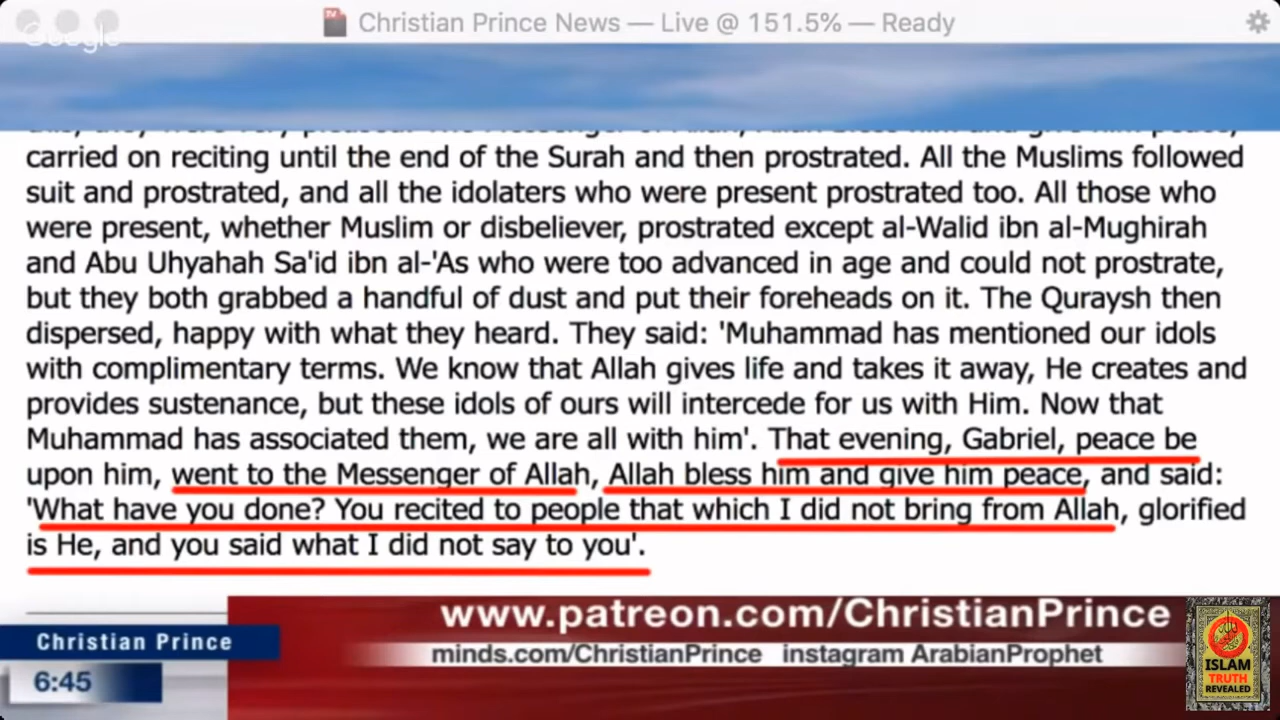 Christian Prince News — Live @ 151.5% — Ready
Google
carried on reciting until the end of the Surah and then prostrated. All the Muslims followed
suit and prostrated, and all the idolaters who were present prostrated too. All those who
were present, whether Muslim or disbeliever, prostrated except al-Walid ibn al-Mughirah
and Abu Uhyahah Sa'id ibn al-'As who were too advanced in age and could not prostrate,
but they both grabbed a handful of dust and put their foreheads on it. The Quraysh then
dispersed, happy with what they heard. They said: 'Muhammad has mentioned our idols
with complimentary terms. We know that Allah gives life and takes it away, He creates and
provides sustenance, but these idols of ours will intercede for us with Him. Now that
Muhammad has associated them, we are all with him'. That evening, Gabriel, peace be
upon him, went to the Messenger of Allah, Allah bless him and give him peace, and said:
'What have you done? You recited to people that which I did not bring from Allah, glorified
is He, and you said what I did not say to you'.
www.patreon.com/ChristianPrince
Christian Prince
minds.com/ChristianPrince instagram ArabianProphet
6:45
ISLAM
TRUTH
REVEALED